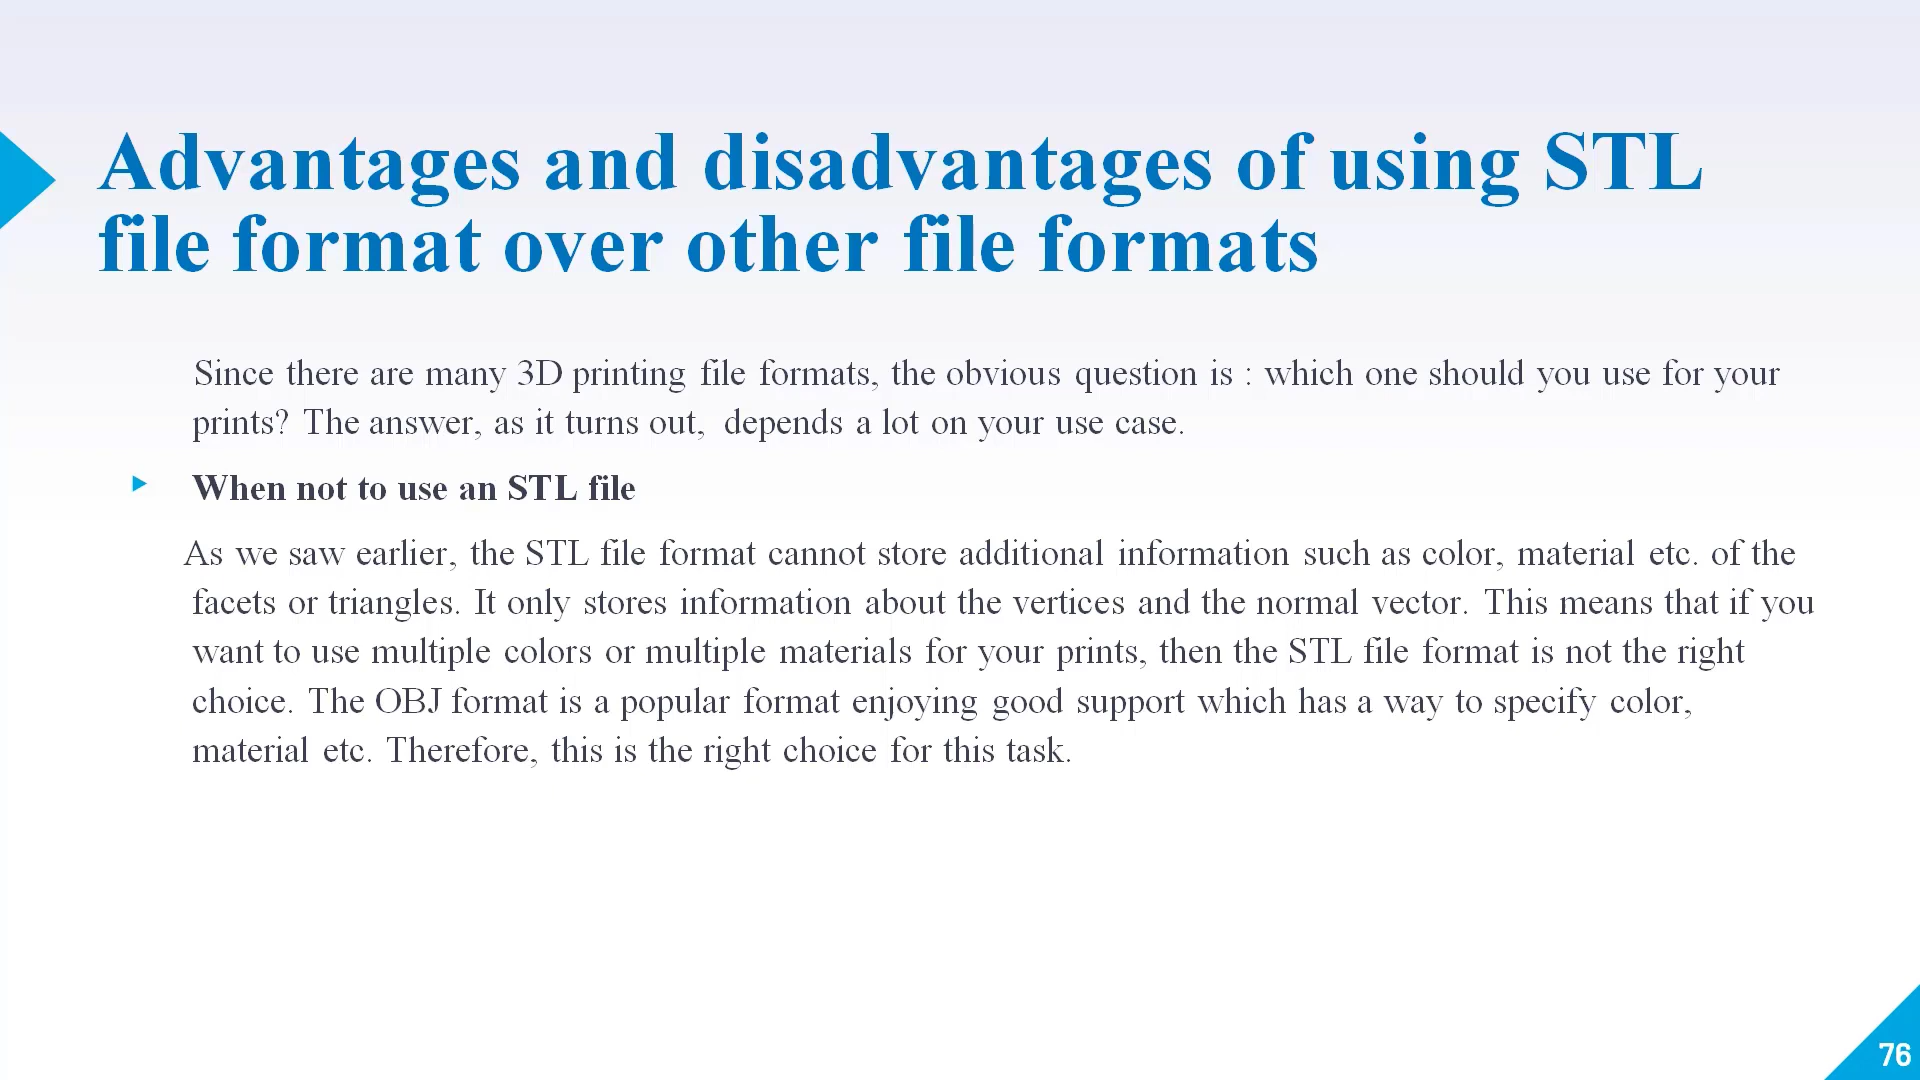 Advantages and disadvantages of using STL
file format over other file formats
Since there are many 3D printing file formats, the obvious question is : which one should you use for your
prints? The answer, as it turns out, depends a lot on your use case.
When not to use an STL file
As we saw earlier, the STL file format cannot store additional information such as color, material etc. of the
facets or triangles. It only stores information about the vertices and the normal vector. This means that if you
want to use multiple colors or multiple materials for your prints, then the STL file format is not the right
choice. The OBJ format is a popular format enjoying good support which has a way to specify color,
material etc. Therefore, this is the right choice for this task.
76